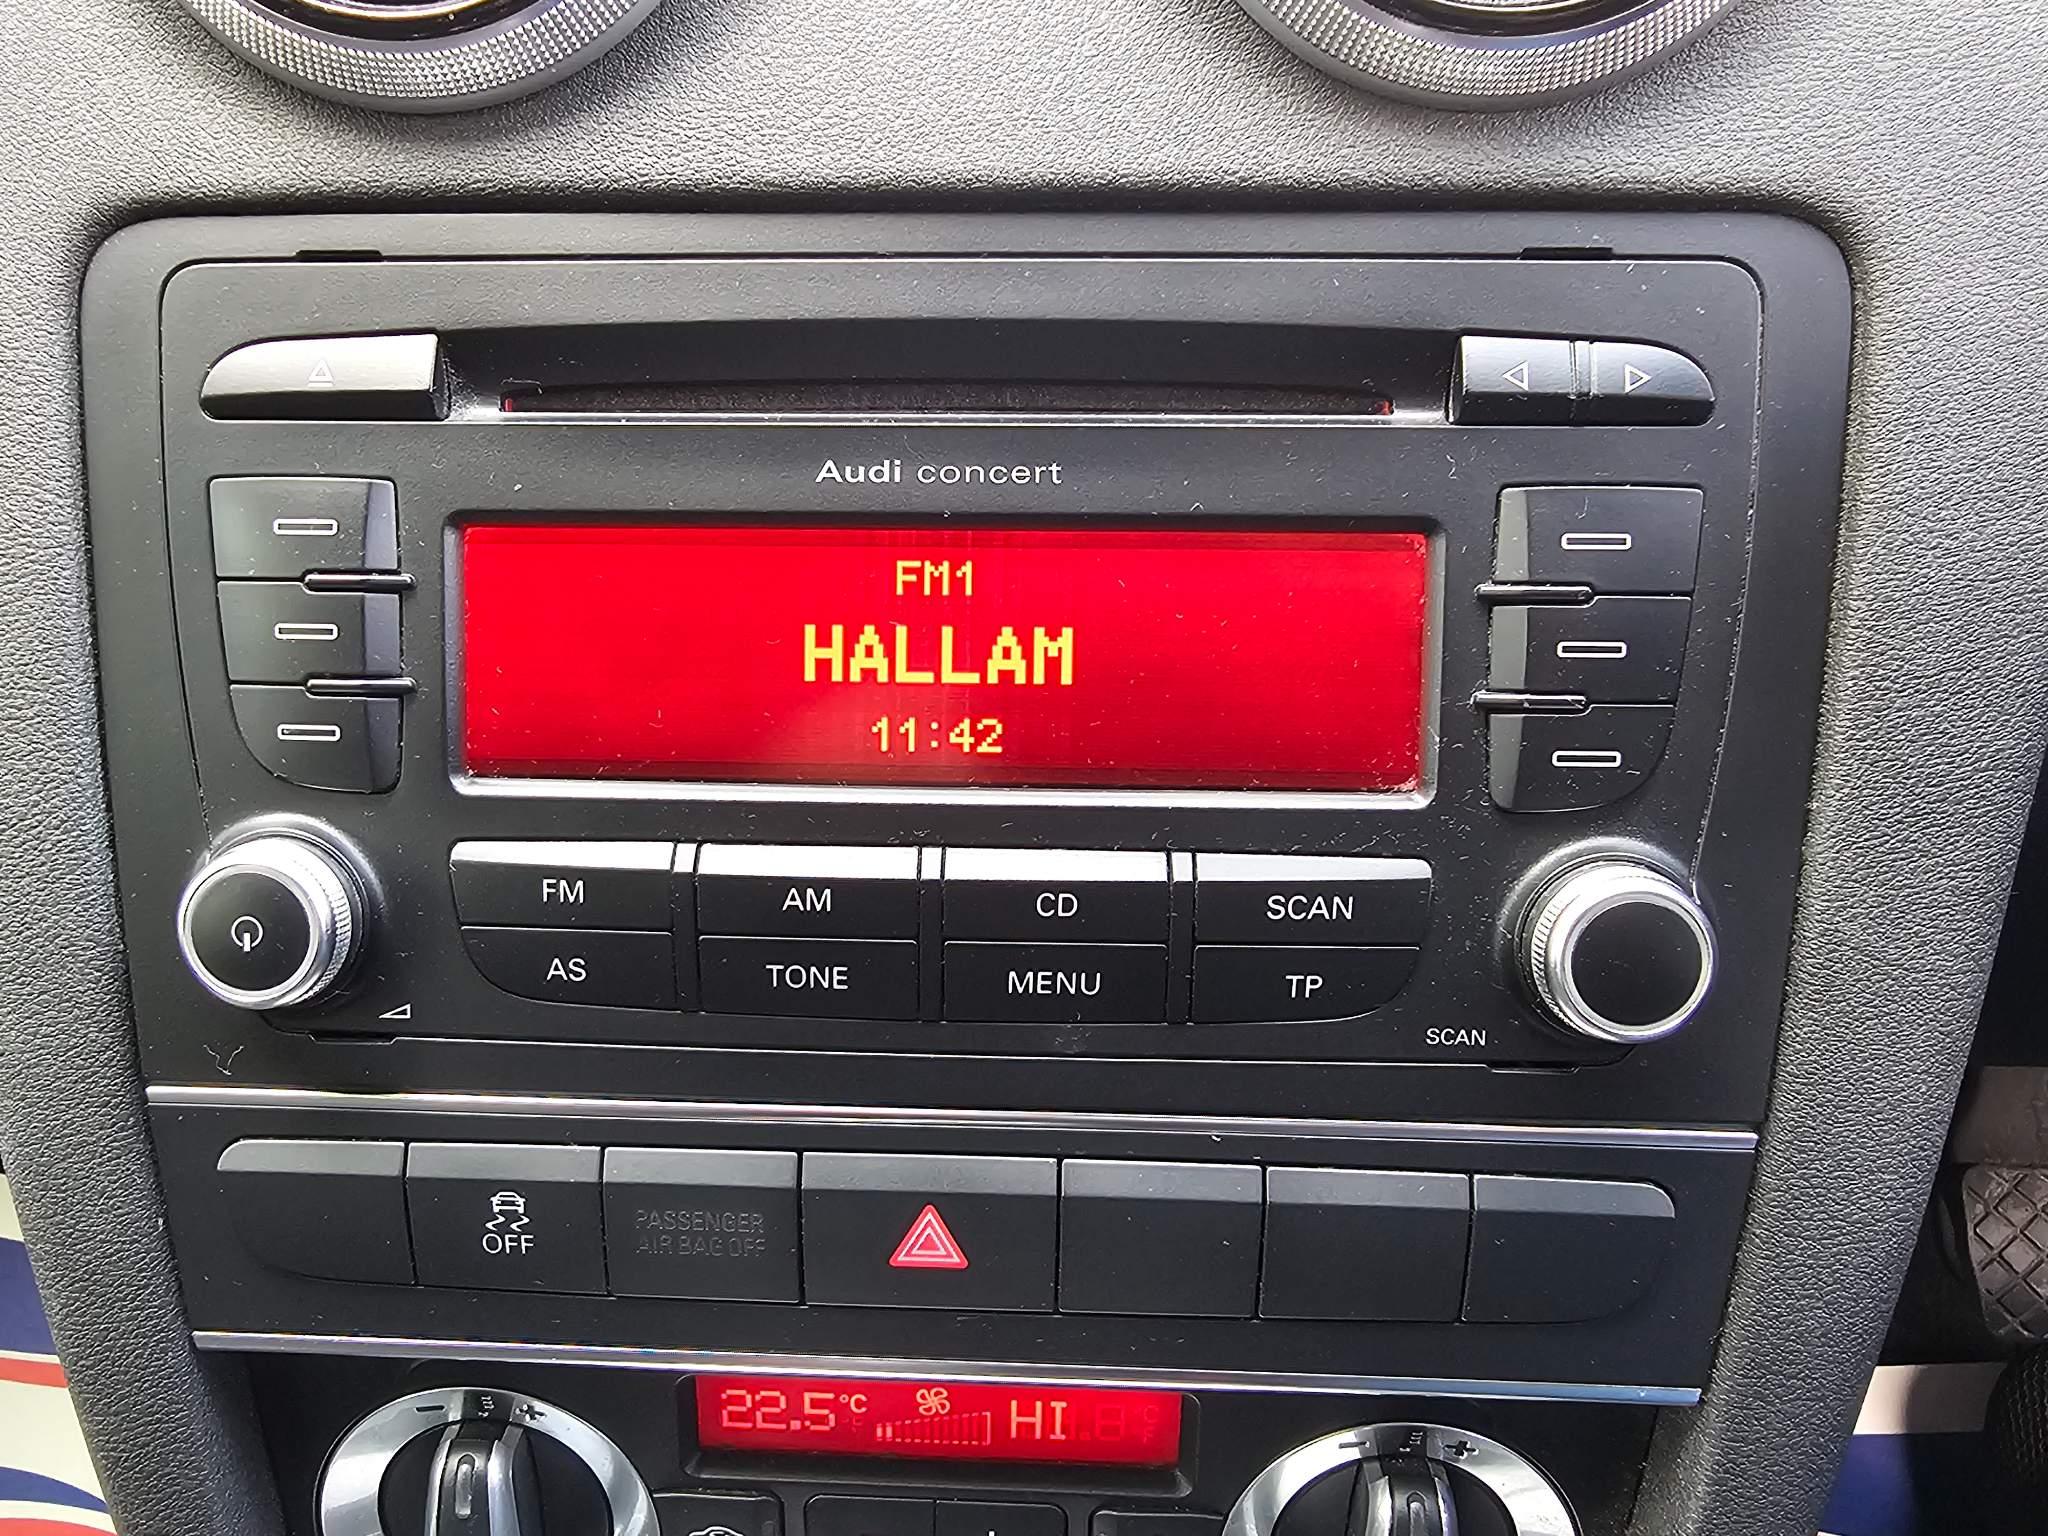 Audi concert
FM1
HALLAM
11:42
FM AM CD SCAN
AS TONE MENU TP
SCAN
OFF
PASSENGER
AIR BAG OFF
22.5°C HI